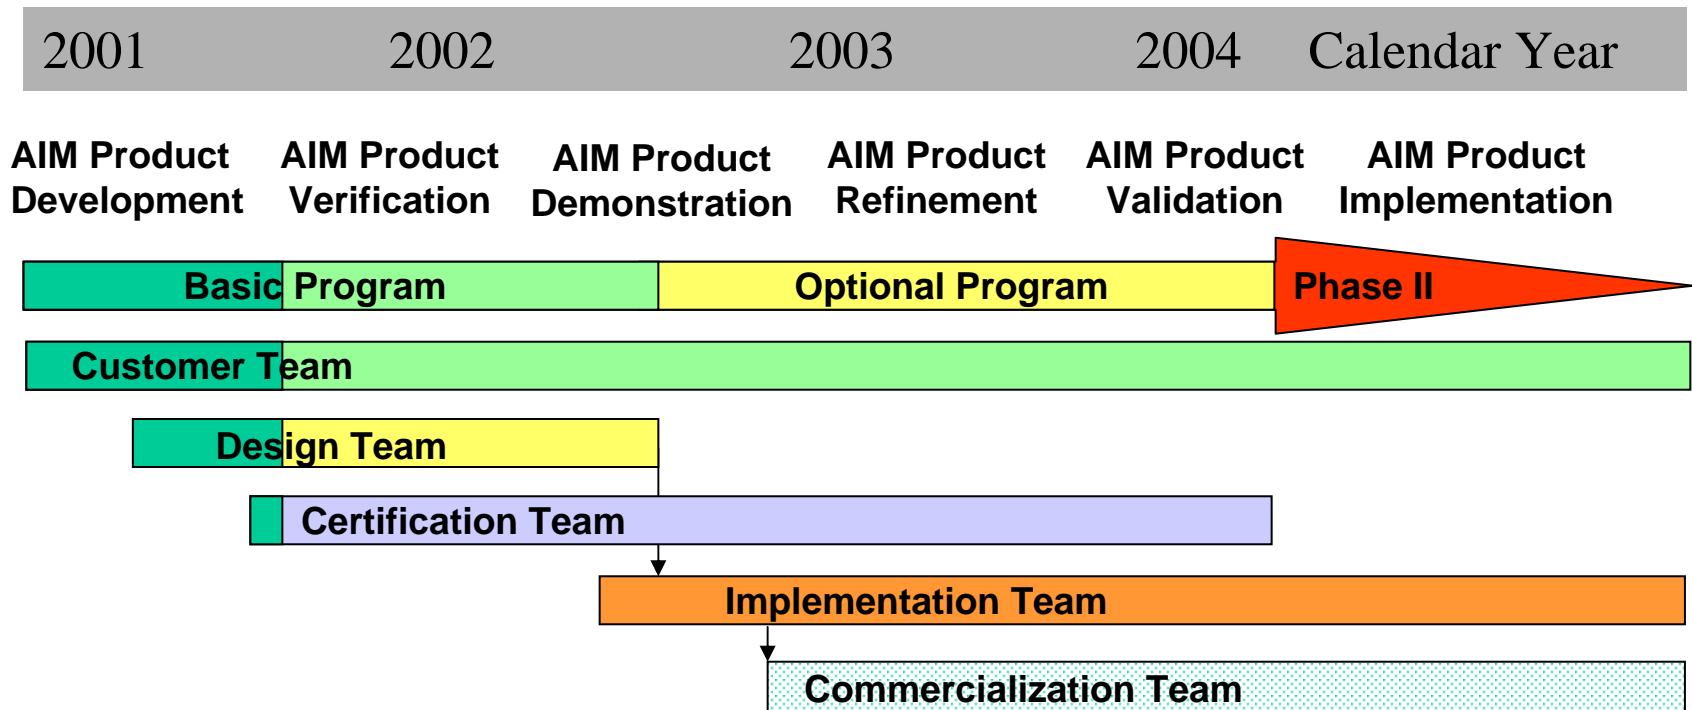 2001 2002 2003 2004 Calendar Year
AIM Product AIM Product AIM Product AIM Product AIM Product AIM Product
Development Verification Demonstration Refinement Validation Implementation
Basic Program Optional Program Phase II
Customer Team
Design Team
Certification Team
Implementation Team
Commercialization Team